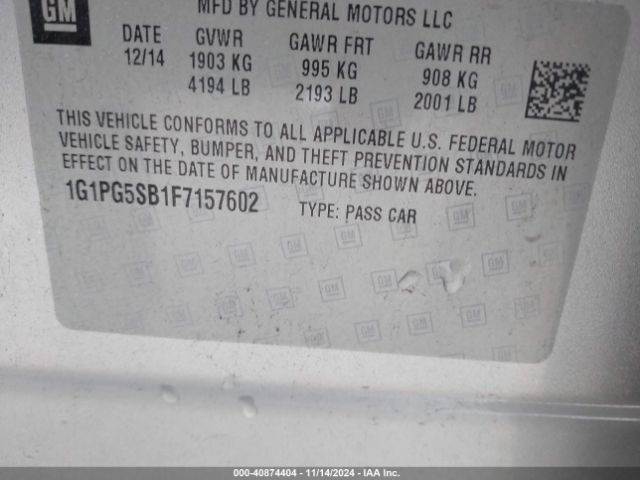 GM
MFD BY GENERAL MOTORS LLC
DATE GVWR GAWR FRT GAWR RR
12/14 1903 KG 995 KG 908 KG
4194 LB 2193 LB 2001 LB
THIS VEHICLE CONFORMS TO ALL APPLICABLE U.S. FEDERAL MOTOR
VEHICLE SAFETY, BUMPER, AND THEFT PREVENTION STANDARDS IN
EFFECT ON THE DATE OF MANUFACTURE SHOWN ABOVE.
1G1PG5SB1F7157602 TYPE: PASS CAR
000-40874404 - 11/14/2024 - IAAI.com